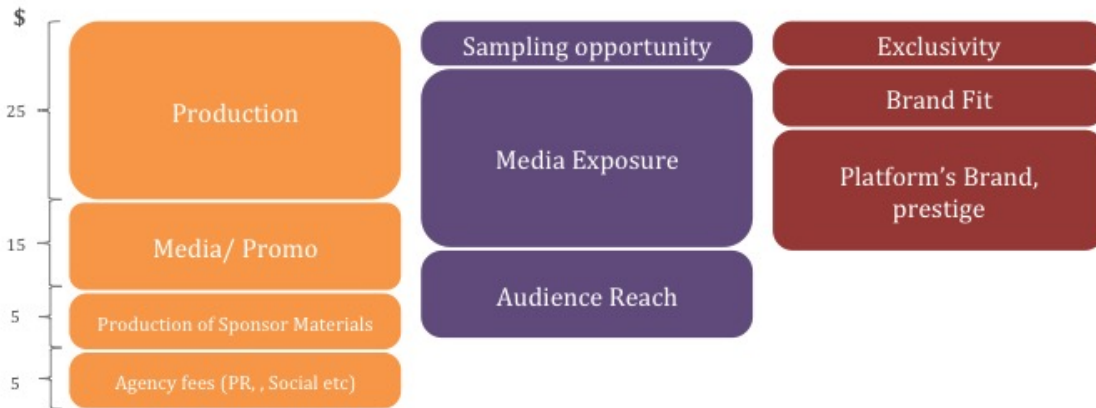 $
25
15
5
5
Production
Media/ Promo
Production of Sponsor Materials
Agency fees (PR, , Social etc)
Sampling opportunity
Media Exposure
Audience Reach
Exclusivity
Brand Fit
Platform’s Brand,
prestige